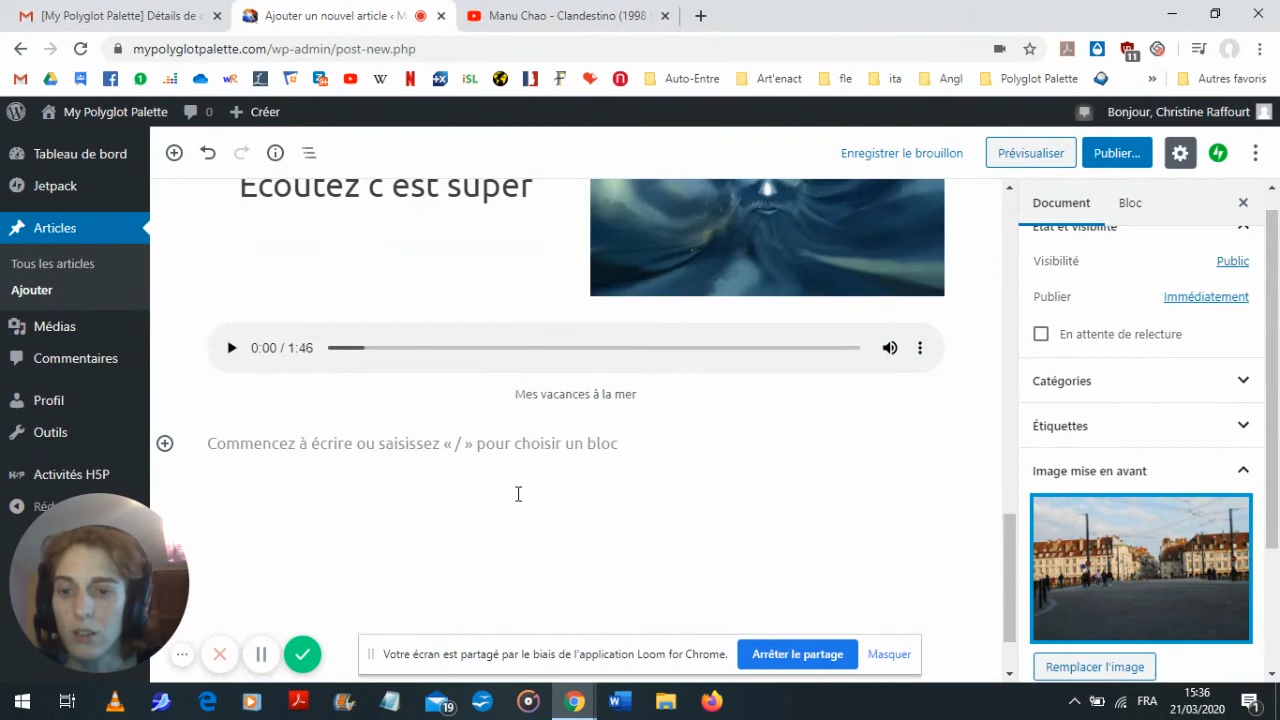 [My Polyglot Palette] Détails de c
Ajouter un nouvel article ‹ M
Manu Chao - Clandestino (1998
mypolyglotpalette.com/wp-admin/post-new.php
11
Auto-Entre
Art'enact
fle
ita
Angl
Polyglot Palette
»
Autres favoris
My Polyglot Palette
0
Créer
Bonjour, Christine Raffourt
Tableau de bord
Jetpack
Articles
Tous les articles
Ajouter
Médias
Commentaires
Profil
Outils
Activités H5P
Enregistrer le brouillon
Prévisualiser
Publier...
Ecoutez c est super
0:00 / 1:46
Mes vacances à la mer
Commencez à écrire ou saisissez « / » pour choisir un bloc
Document
Bloc
État et visibilité
Visibilité
Public
Publier
Immédiatement
En attente de relecture
Catégories
Étiquettes
Image mise en avant
Remplacer l'image
Votre écran est partagé par le biais de l'application Loom for Chrome.
Arrêter le partage
Masquer
19
FRA
15:36
21/03/2020
1